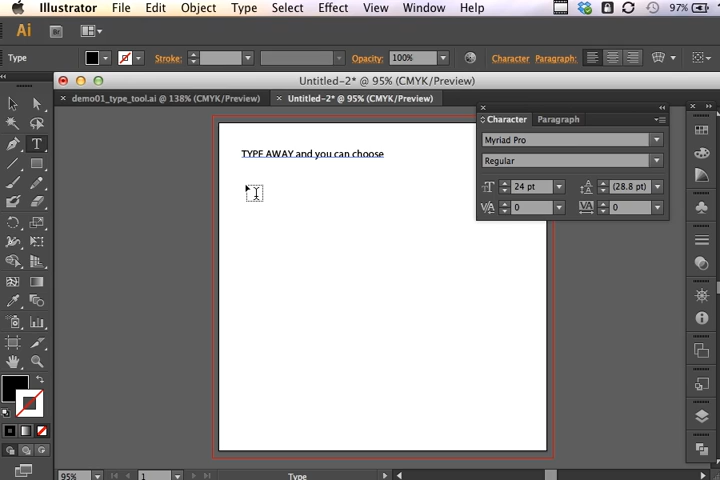 Illustrator File Edit Object Type Select Effect View Window Help 97%
Ai Br
Type Stroke: Opacity: 100% Character Paragraph:
Untitled-2* @ 95% (CMYK/Preview)
× demo01_type_tool.ai @ 138% (CMYK/Preview) × Untitled-2* @ 95% (CMYK/Preview)
Character Paragraph
Myriad Pro
Regular
24 pt (28.8 pt)
0 0
TYPE AWAY and you can choose
95% 1 Type